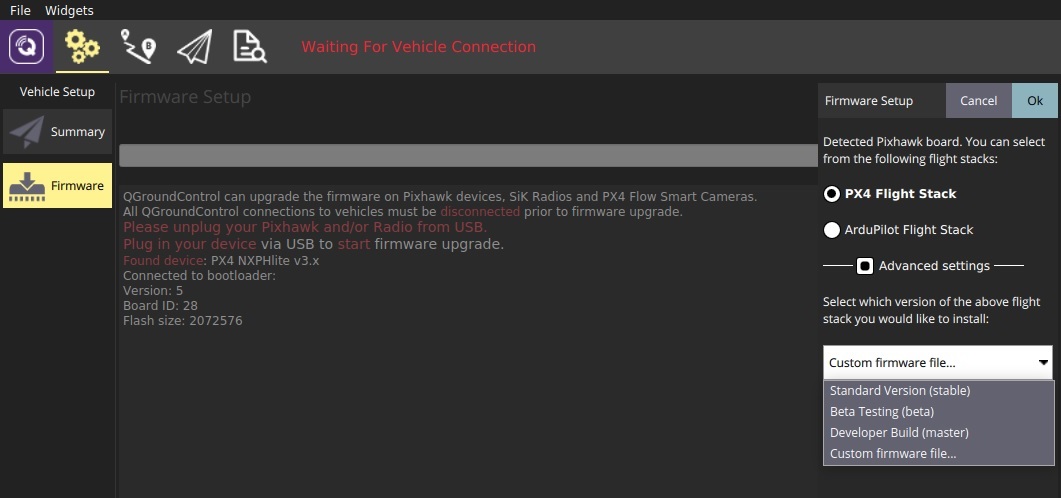 File Widgets
Waiting For Vehicle Connection
Vehicle Setup
Summary
Firmware
Firmware Setup
QGroundControl can upgrade the firmware on Pixhawk devices, SiK Radios and PX4 Flow Smart Cameras.
All QGroundControl connections to vehicles must be disconnected prior to firmware upgrade.
Please unplug your Pixhawk and/or Radio from USB.
Plug in your device via USB to start firmware upgrade.
Found device: PX4 NXPHlite v3.x
Connected to bootloader:
Version: 5
Board ID: 28
Flash size: 2072576
Firmware Setup Cancel Ok
Detected Pixhawk board. You can select
from the following flight stacks:
PX4 Flight Stack
ArduPilot Flight Stack
Advanced settings
Select which version of the above flight
stack you would like to install:
Custom firmware file...
Standard Version (stable)
Beta Testing (beta)
Developer Build (master)
Custom firmware file...